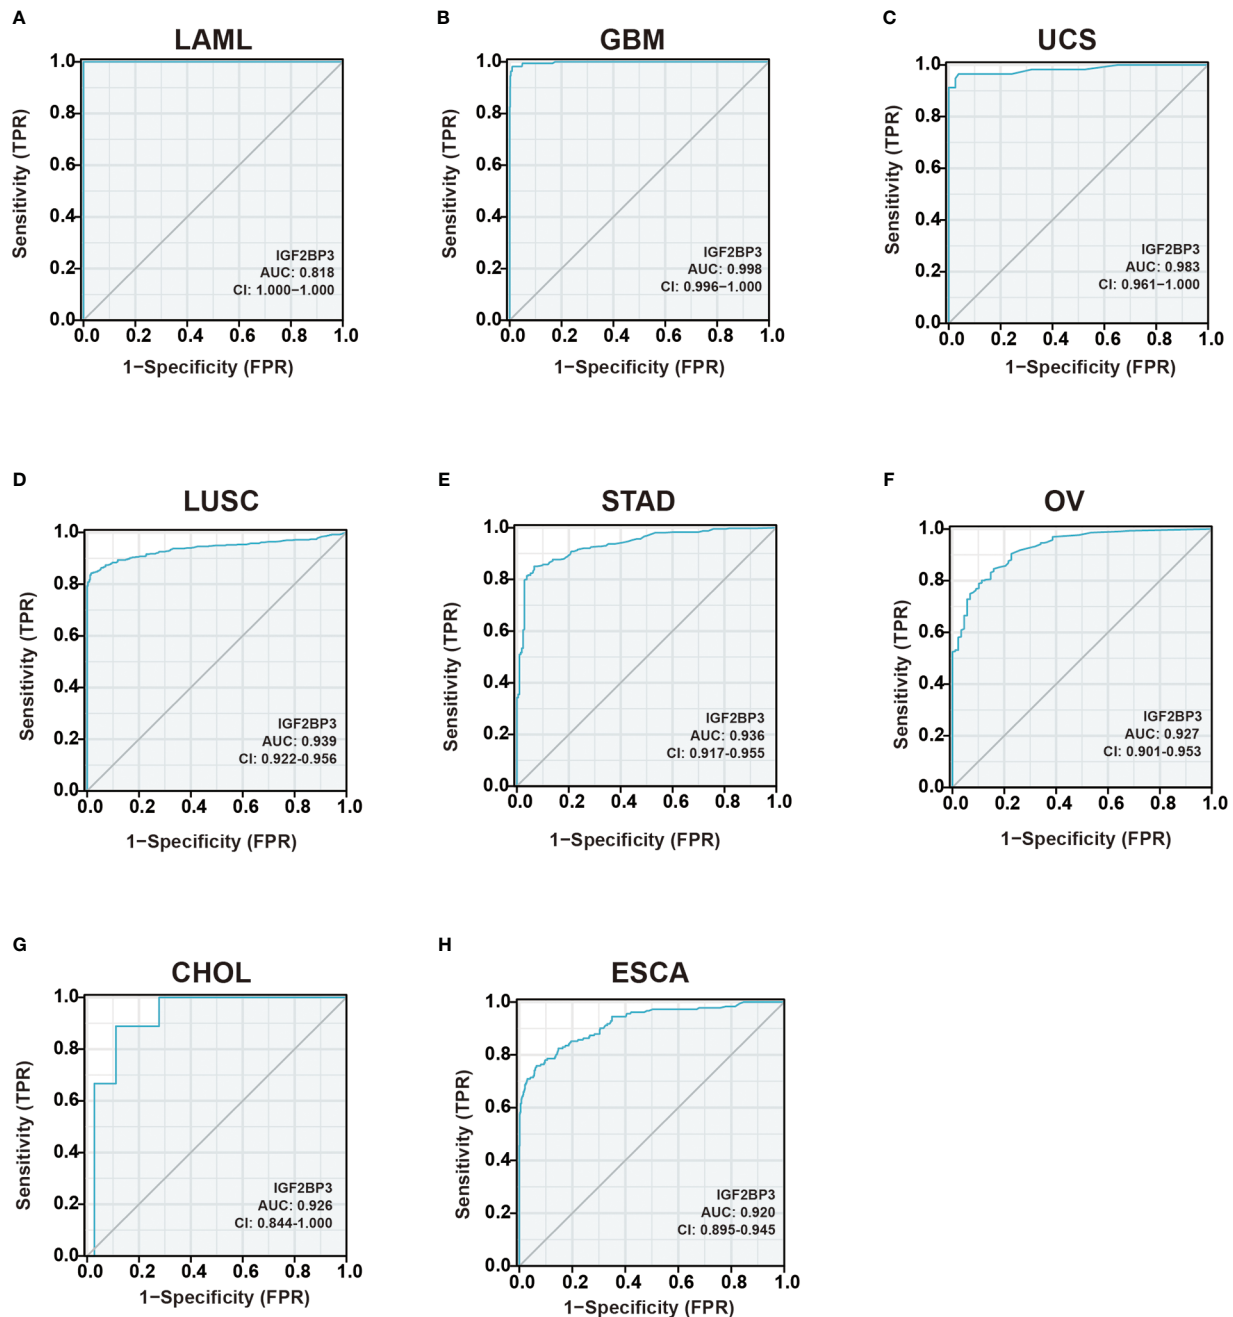 A
LAML
1.0
0.8
0.6
0.4
0.2
0.0
Sensitivity (TPR)
IGF2BP3
AUC: 0.818
CI: 1.000−1.000
0.0 0.2 0.4 0.6 0.8 1.0
1−Specificity (FPR)
B
GBM
1.0
0.8
0.6
0.4
0.2
0.0
Sensitivity (TPR)
IGF2BP3
AUC: 0.998
CI: 0.996−1.000
0.0 0.2 0.4 0.6 0.8 1.0
1−Specificity (FPR)
C
UCS
1.0
0.8
0.6
0.4
0.2
0.0
Sensitivity (TPR)
IGF2BP3
AUC: 0.983
CI: 0.961−1.000
0.0 0.2 0.4 0.6 0.8 1.0
1−Specificity (FPR)
D
LUSC
1.0
0.8
0.6
0.4
0.2
0.0
Sensitivity (TPR)
IGF2BP3
AUC: 0.939
CI: 0.922-0.956
0.0 0.2 0.4 0.6 0.8 1.0
1−Specificity (FPR)
E
STAD
1.0
0.8
0.6
0.4
0.2
0.0
Sensitivity (TPR)
IGF2BP3
AUC: 0.936
CI: 0.917-0.955
0.0 0.2 0.4 0.6 0.8 1.0
1−Specificity (FPR)
F
OV
1.0
0.8
0.6
0.4
0.2
0.0
Sensitivity (TPR)
IGF2BP3
AUC: 0.927
CI: 0.901-0.953
0.0 0.2 0.4 0.6 0.8 1.0
1−Specificity (FPR)
G
CHOL
1.0
0.8
0.6
0.4
0.2
0.0
Sensitivity (TPR)
IGF2BP3
AUC: 0.926
CI: 0.844-1.000
0.0 0.2 0.4 0.6 0.8 1.0
1−Specificity (FPR)
H
ESCA
1.0
0.8
0.6
0.4
0.2
0.0
Sensitivity (TPR)
IGF2BP3
AUC: 0.920
CI: 0.895-0.945
0.0 0.2 0.4 0.6 0.8 1.0
1−Specificity (FPR)